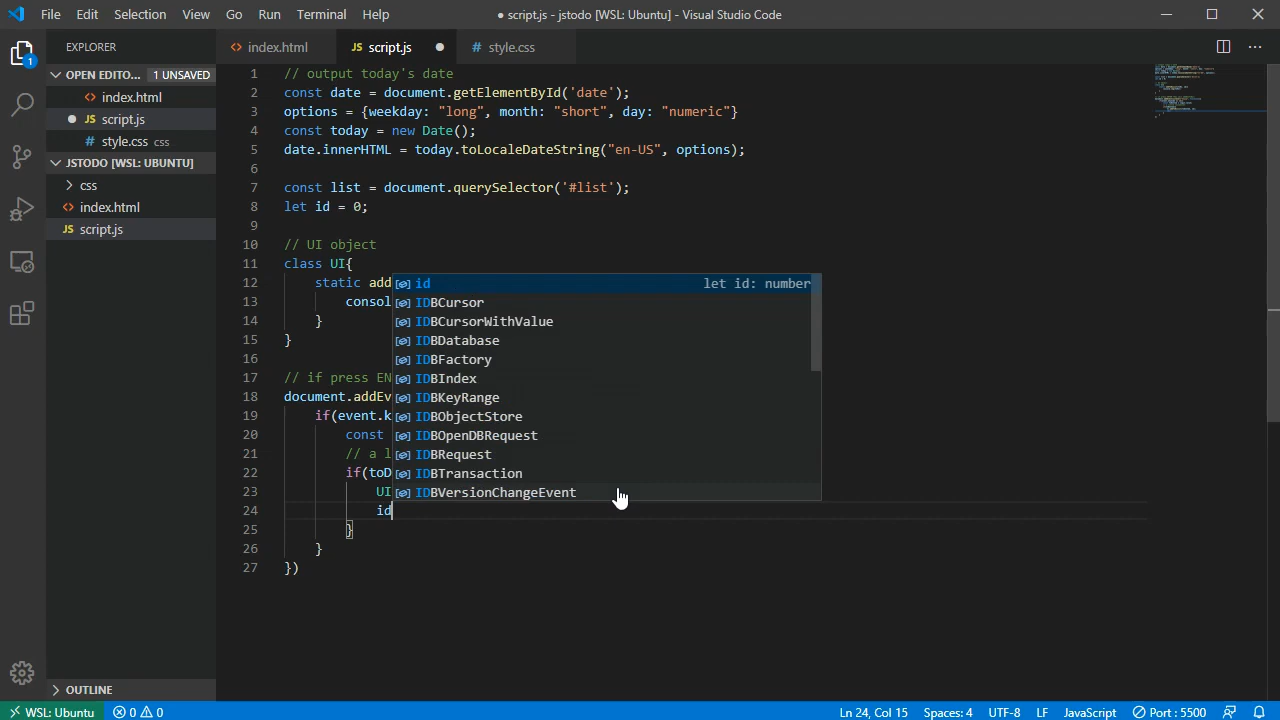 File Edit Selection View Go Run Terminal Help
● script.js - jstodo [WSL: Ubuntu] - Visual Studio Code
EXPLORER
OPEN EDITO... 1 UNSAVED
index.html
JS script.js
style.css css
JSTODO [WSL: UBUNTU]
css
index.html
JS script.js
OUTLINE
index.html
JS script.js
style.css
1
1 // output today's date
2 const date = document.getElementById('date');
3 options = {weekday: "long", month: "short", day: "numeric"}
4 const today = new Date();
5 date.innerHTML = today.toLocaleDateString("en-US", options);
6
7 const list = document.querySelector('#list');
8 let id = 0;
9
10 // UI object
11 class UI{
12 static add
13 consol
14 }
15 }
16
17 // if press EN
18 document.addEv
19 if(event.k
20 const
21 // a l
22 if(toD
23 UI
24 id
25 }
26 }
27 })
id let id: number
IDBCursor
IDBCursorWithValue
IDBDatabase
IDBFactory
IDBIndex
IDBKeyRange
IDBObjectStore
IDBOpenDBRequest
IDBRequest
IDBTransaction
IDBVersionChangeEvent
WSL: Ubuntu 0 0 Ln 24, Col 15 Spaces: 4 UTF-8 LF JavaScript Port : 5500